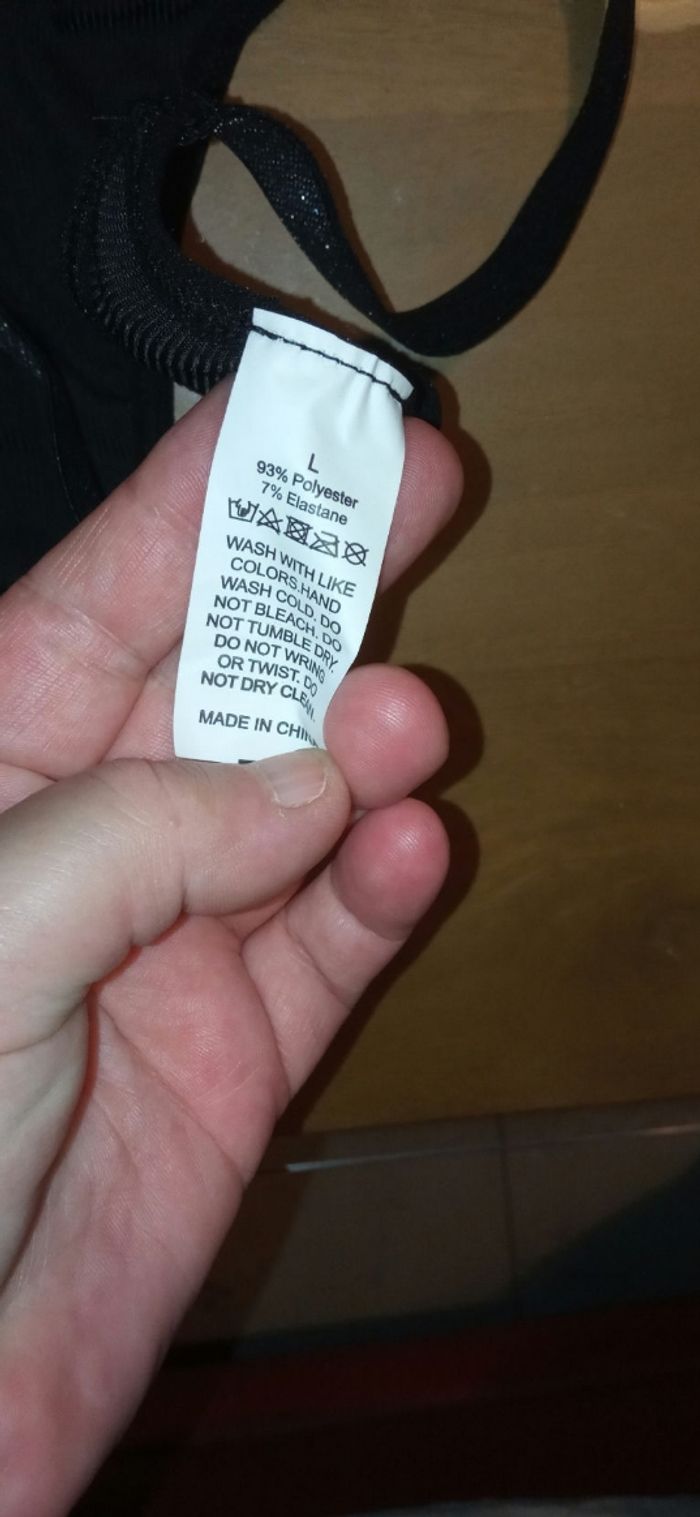 L
93% Polyester
7% Elastane
WASH WITH LIKE
COLORS.HAND
WASH COLD. DO
NOT BLEACH. DO
NOT TUMBLE DRY.
DO NOT WRING
OR TWIST. DO
NOT DRY CLEAN.
MADE IN CHINA